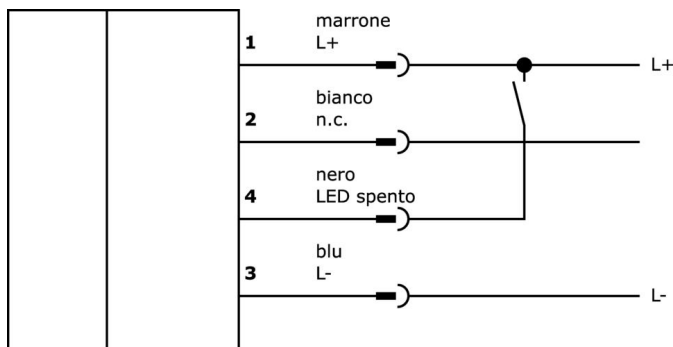 marrone
1 L+
L+
bianco
2 n.c.
nero
4 LED spento
blu
3 L-
L-